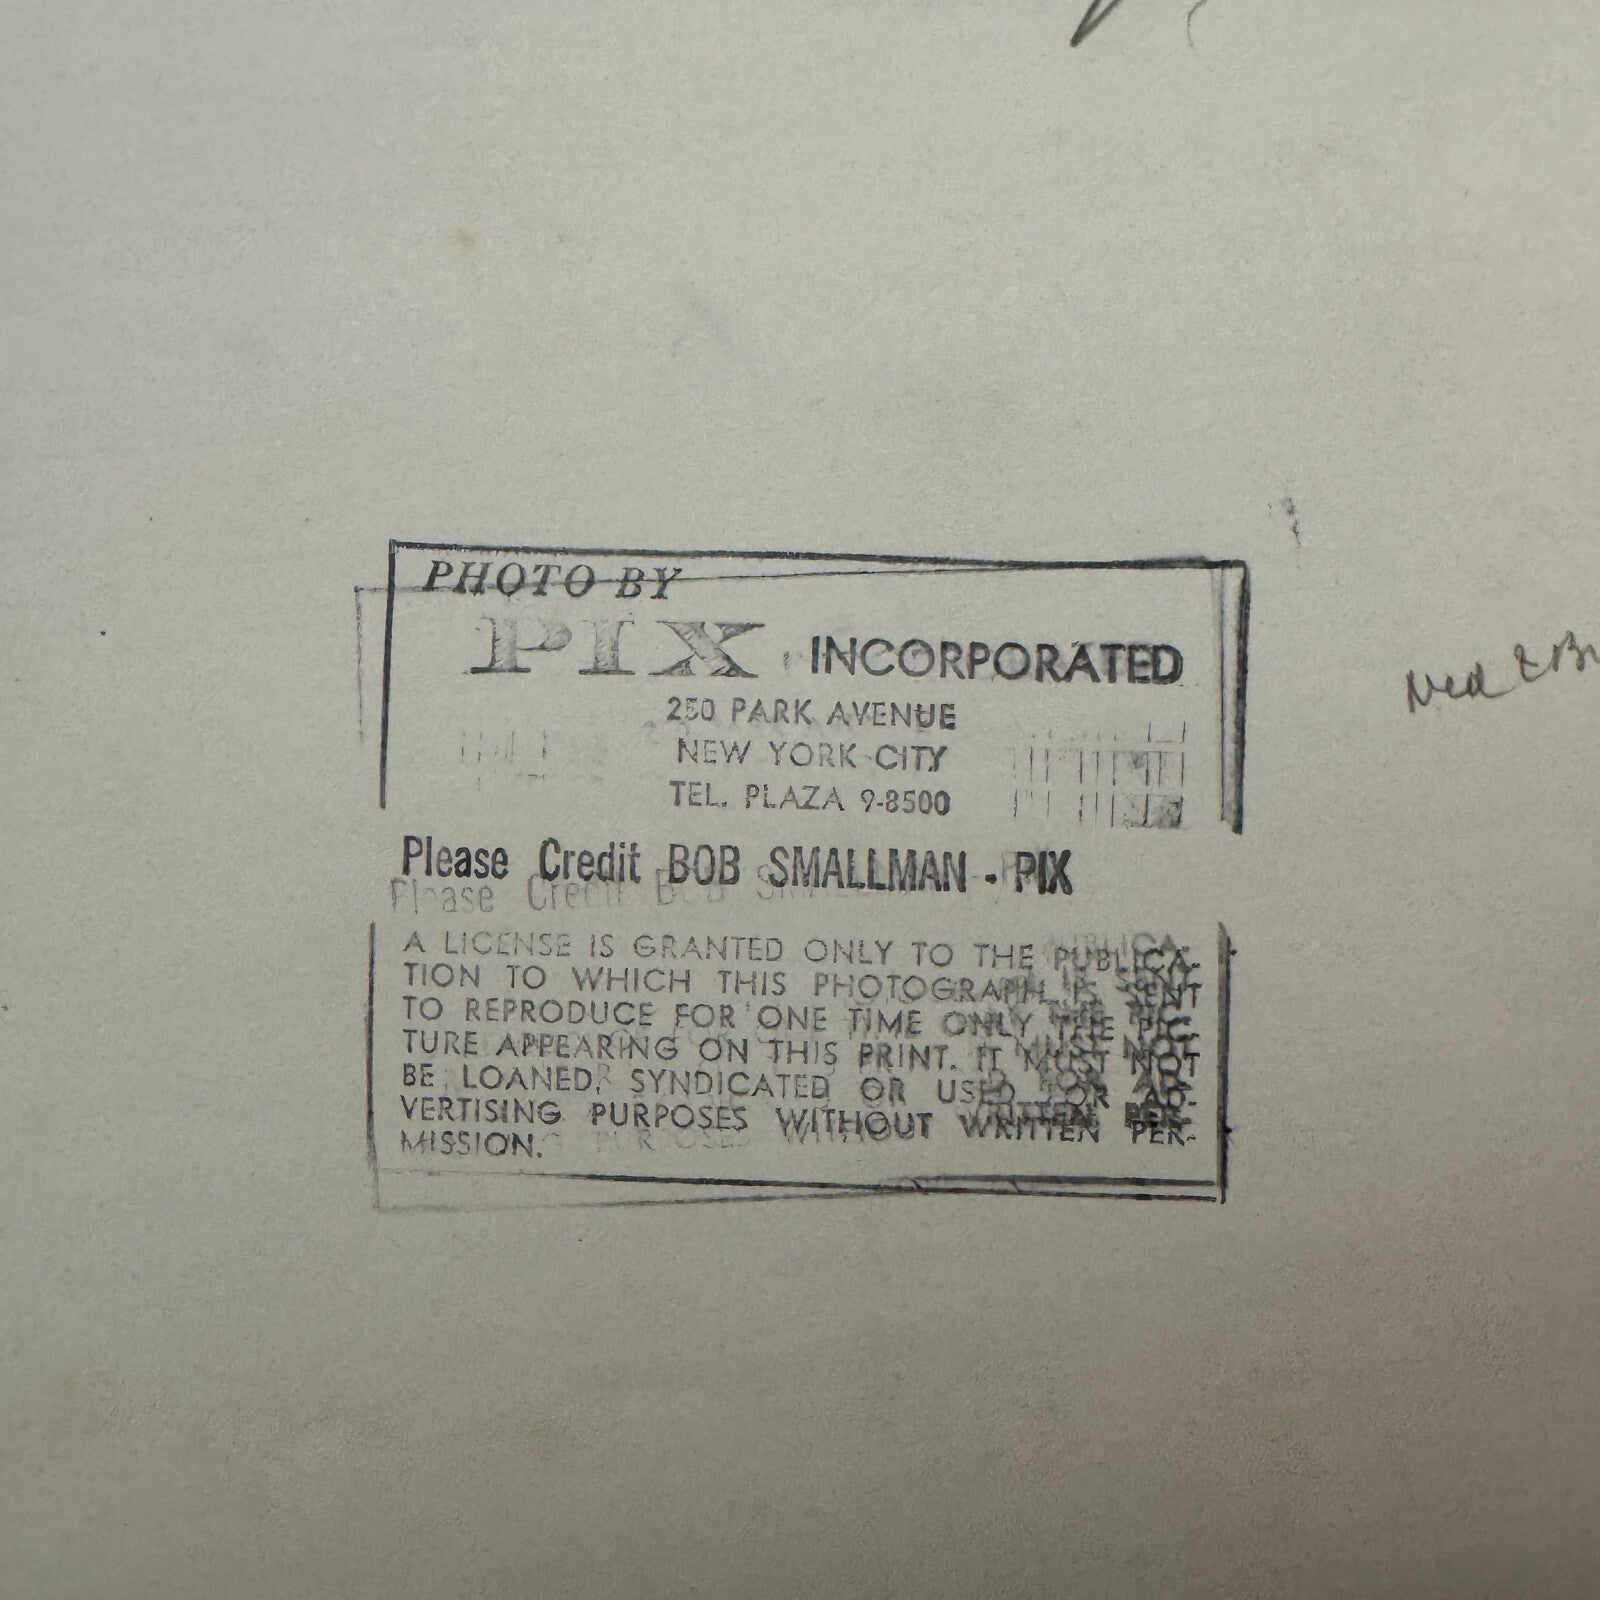 PHOTO BY
PIX INCORPORATED
250 PARK AVENUE
NEW YORK CITY
TEL. PLAZA 9-8500
Please Credit BOB SMALLMAN - PIX
Please Credit BOB
A LICENSE IS GRANTED ONLY TO THE PUBLICA-
TION TO WHICH THIS PHOTOGRAPH IS SENT
TO REPRODUCE FOR ONE TIME ONLY THE PIC-
TURE APPEARING ON THIS PRINT. IT MUST NOT
BE LOANED, SYNDICATED OR USED FOR AD-
VERTISING PURPOSES WITHOUT WRITTEN PER-
MISSION.